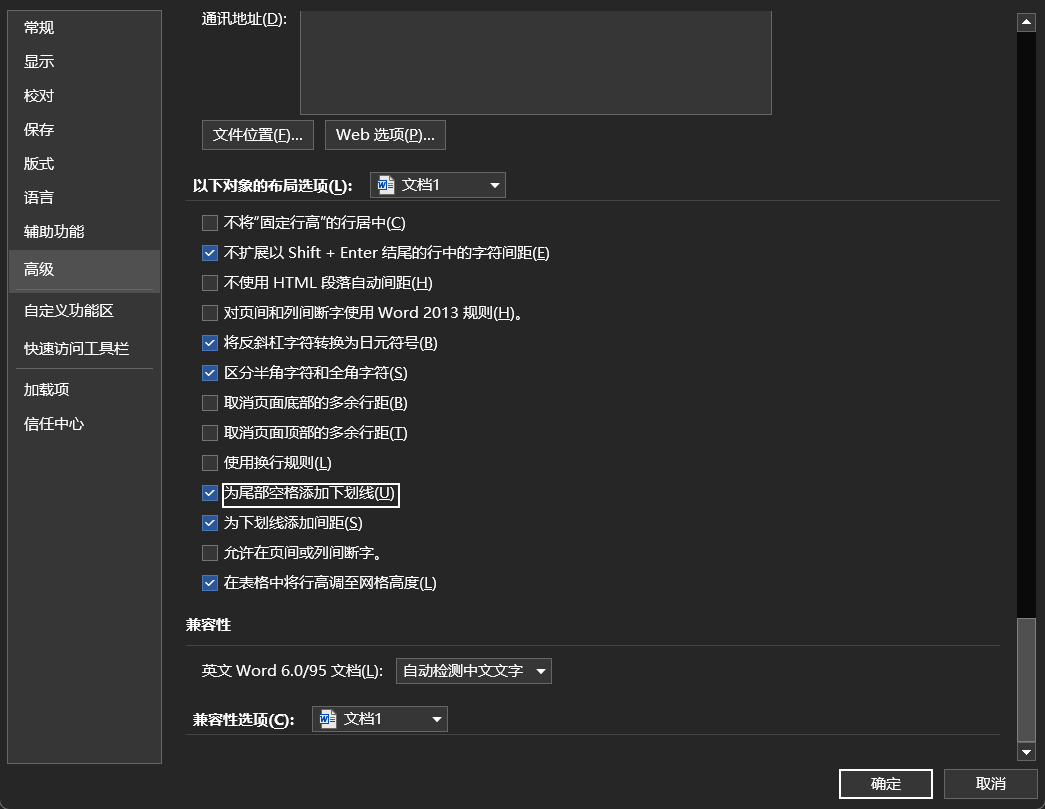 常规
显示
校对
保存
版式
语言
辅助功能
高级
自定义功能区
快速访问工具栏
加载项
信任中心
通讯地址(D):
文件位置(F)... Web 选项(P)...
以下对象的布局选项(L): 文档1
不将“固定行高”的行居中(C)
不扩展以 Shift + Enter 结尾的行中的字符间距(E)
不使用 HTML 段落自动间距(H)
对页间和列间断字使用 Word 2013 规则(H)。
将反斜杠字符转换为日元符号(B)
区分半角字符和全角字符(S)
取消页面底部的多余行距(B)
取消页面顶部的多余行距(T)
使用换行规则(L)
为尾部空格添加下划线(U)
为下划线添加间距(S)
允许在页间或列间断字。
在表格中将行高调至网格高度(L)
兼容性
英文 Word 6.0/95 文档(L): 自动检测中文文字
兼容性选项(C): 文档1
确定 取消